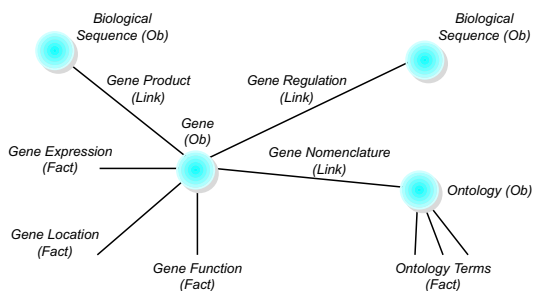 Biological
Sequence (Ob)
Biological
Sequence (Ob)
Gene Product
(Link)
Gene Regulation
(Link)
Gene
(Ob)
Gene Expression
(Fact)
Gene Nomenclature
(Link)
Ontology (Ob)
Gene Location
(Fact)
Gene Function
(Fact)
Ontology Terms
(Fact)